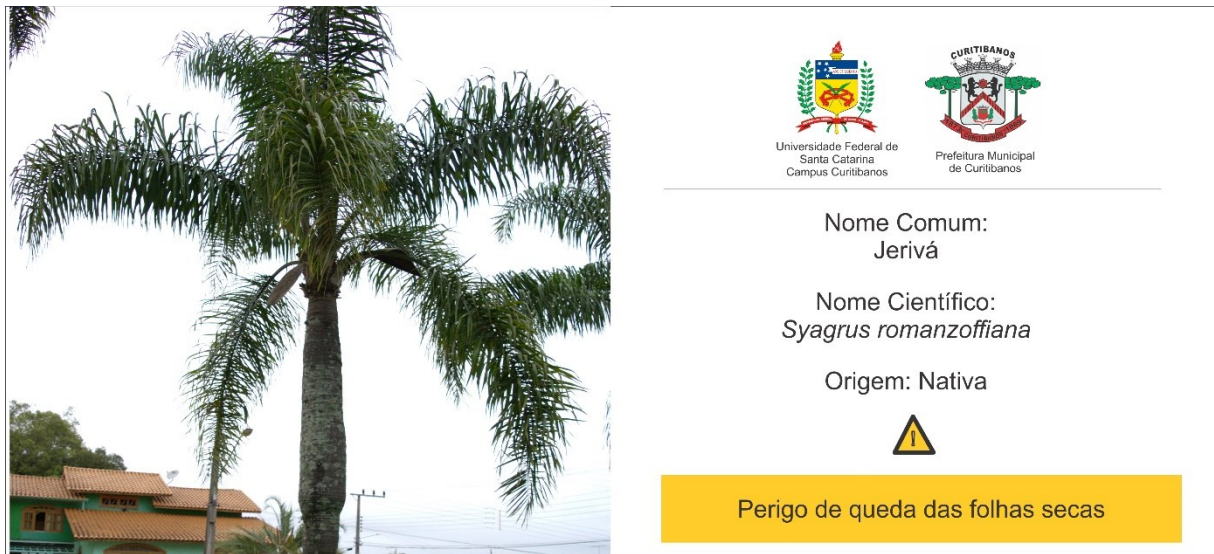 CURITIBANOS
Universidade Federal de
Santa Catarina
Campus Curitibanos
Prefeitura Municipal
de Curitibanos
Nome Comum:
Jerivá
Nome Científico:
Syagrus romanzoffiana
Origem: Nativa
Perigo de queda das folhas secas